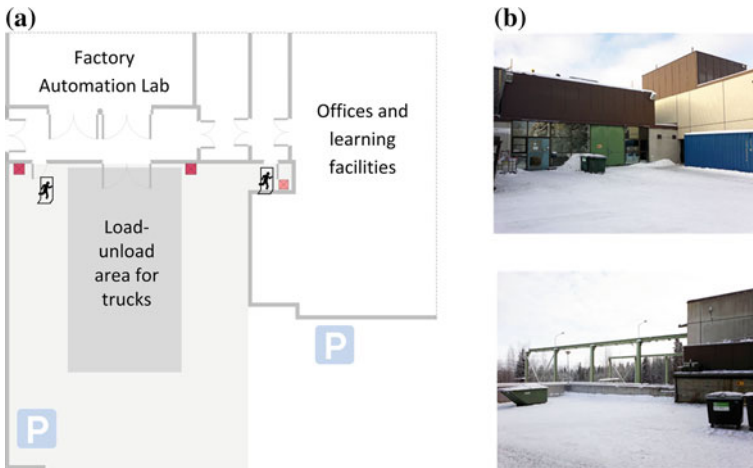 (a)
Factory
Automation Lab
Offices and
learning
facilities
Load-
unload
area for
trucks
P
P
(b)